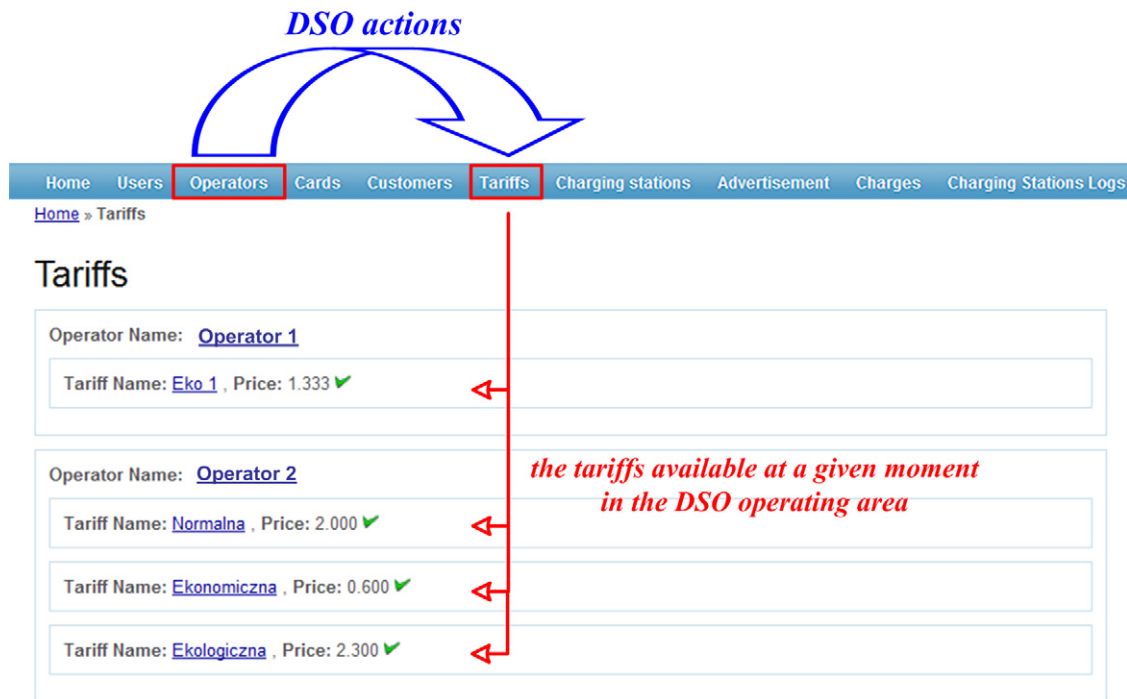 DSO actions
Home Users Operators Cards Customers Tariffs Charging stations Advertisement Charges Charging Stations Logs
Home » Tariffs
Tariffs
Operator Name: Operator 1
Tariff Name: Eko 1 , Price: 1.333
Operator Name: Operator 2
the tariffs available at a given moment
in the DSO operating area
Tariff Name: Normalna , Price: 2.000
Tariff Name: Ekonomiczna , Price: 0.600
Tariff Name: Ekologiczna , Price: 2.300